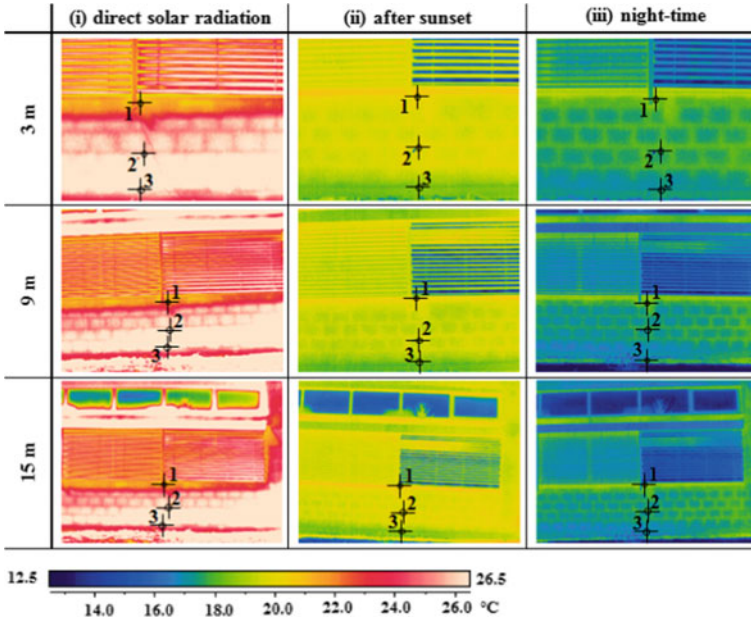 (i) direct solar radiation (ii) after sunset (iii) night-time
3 m
1 1 1
2 2 2
3 3 3
9 m
1 1 1
2 2 2
3 3 3
15 m
1 1 1
2 2 2
3 3 3
12.5 26.5
14.0 16.0 18.0 20.0 22.0 24.0 26.0 °C